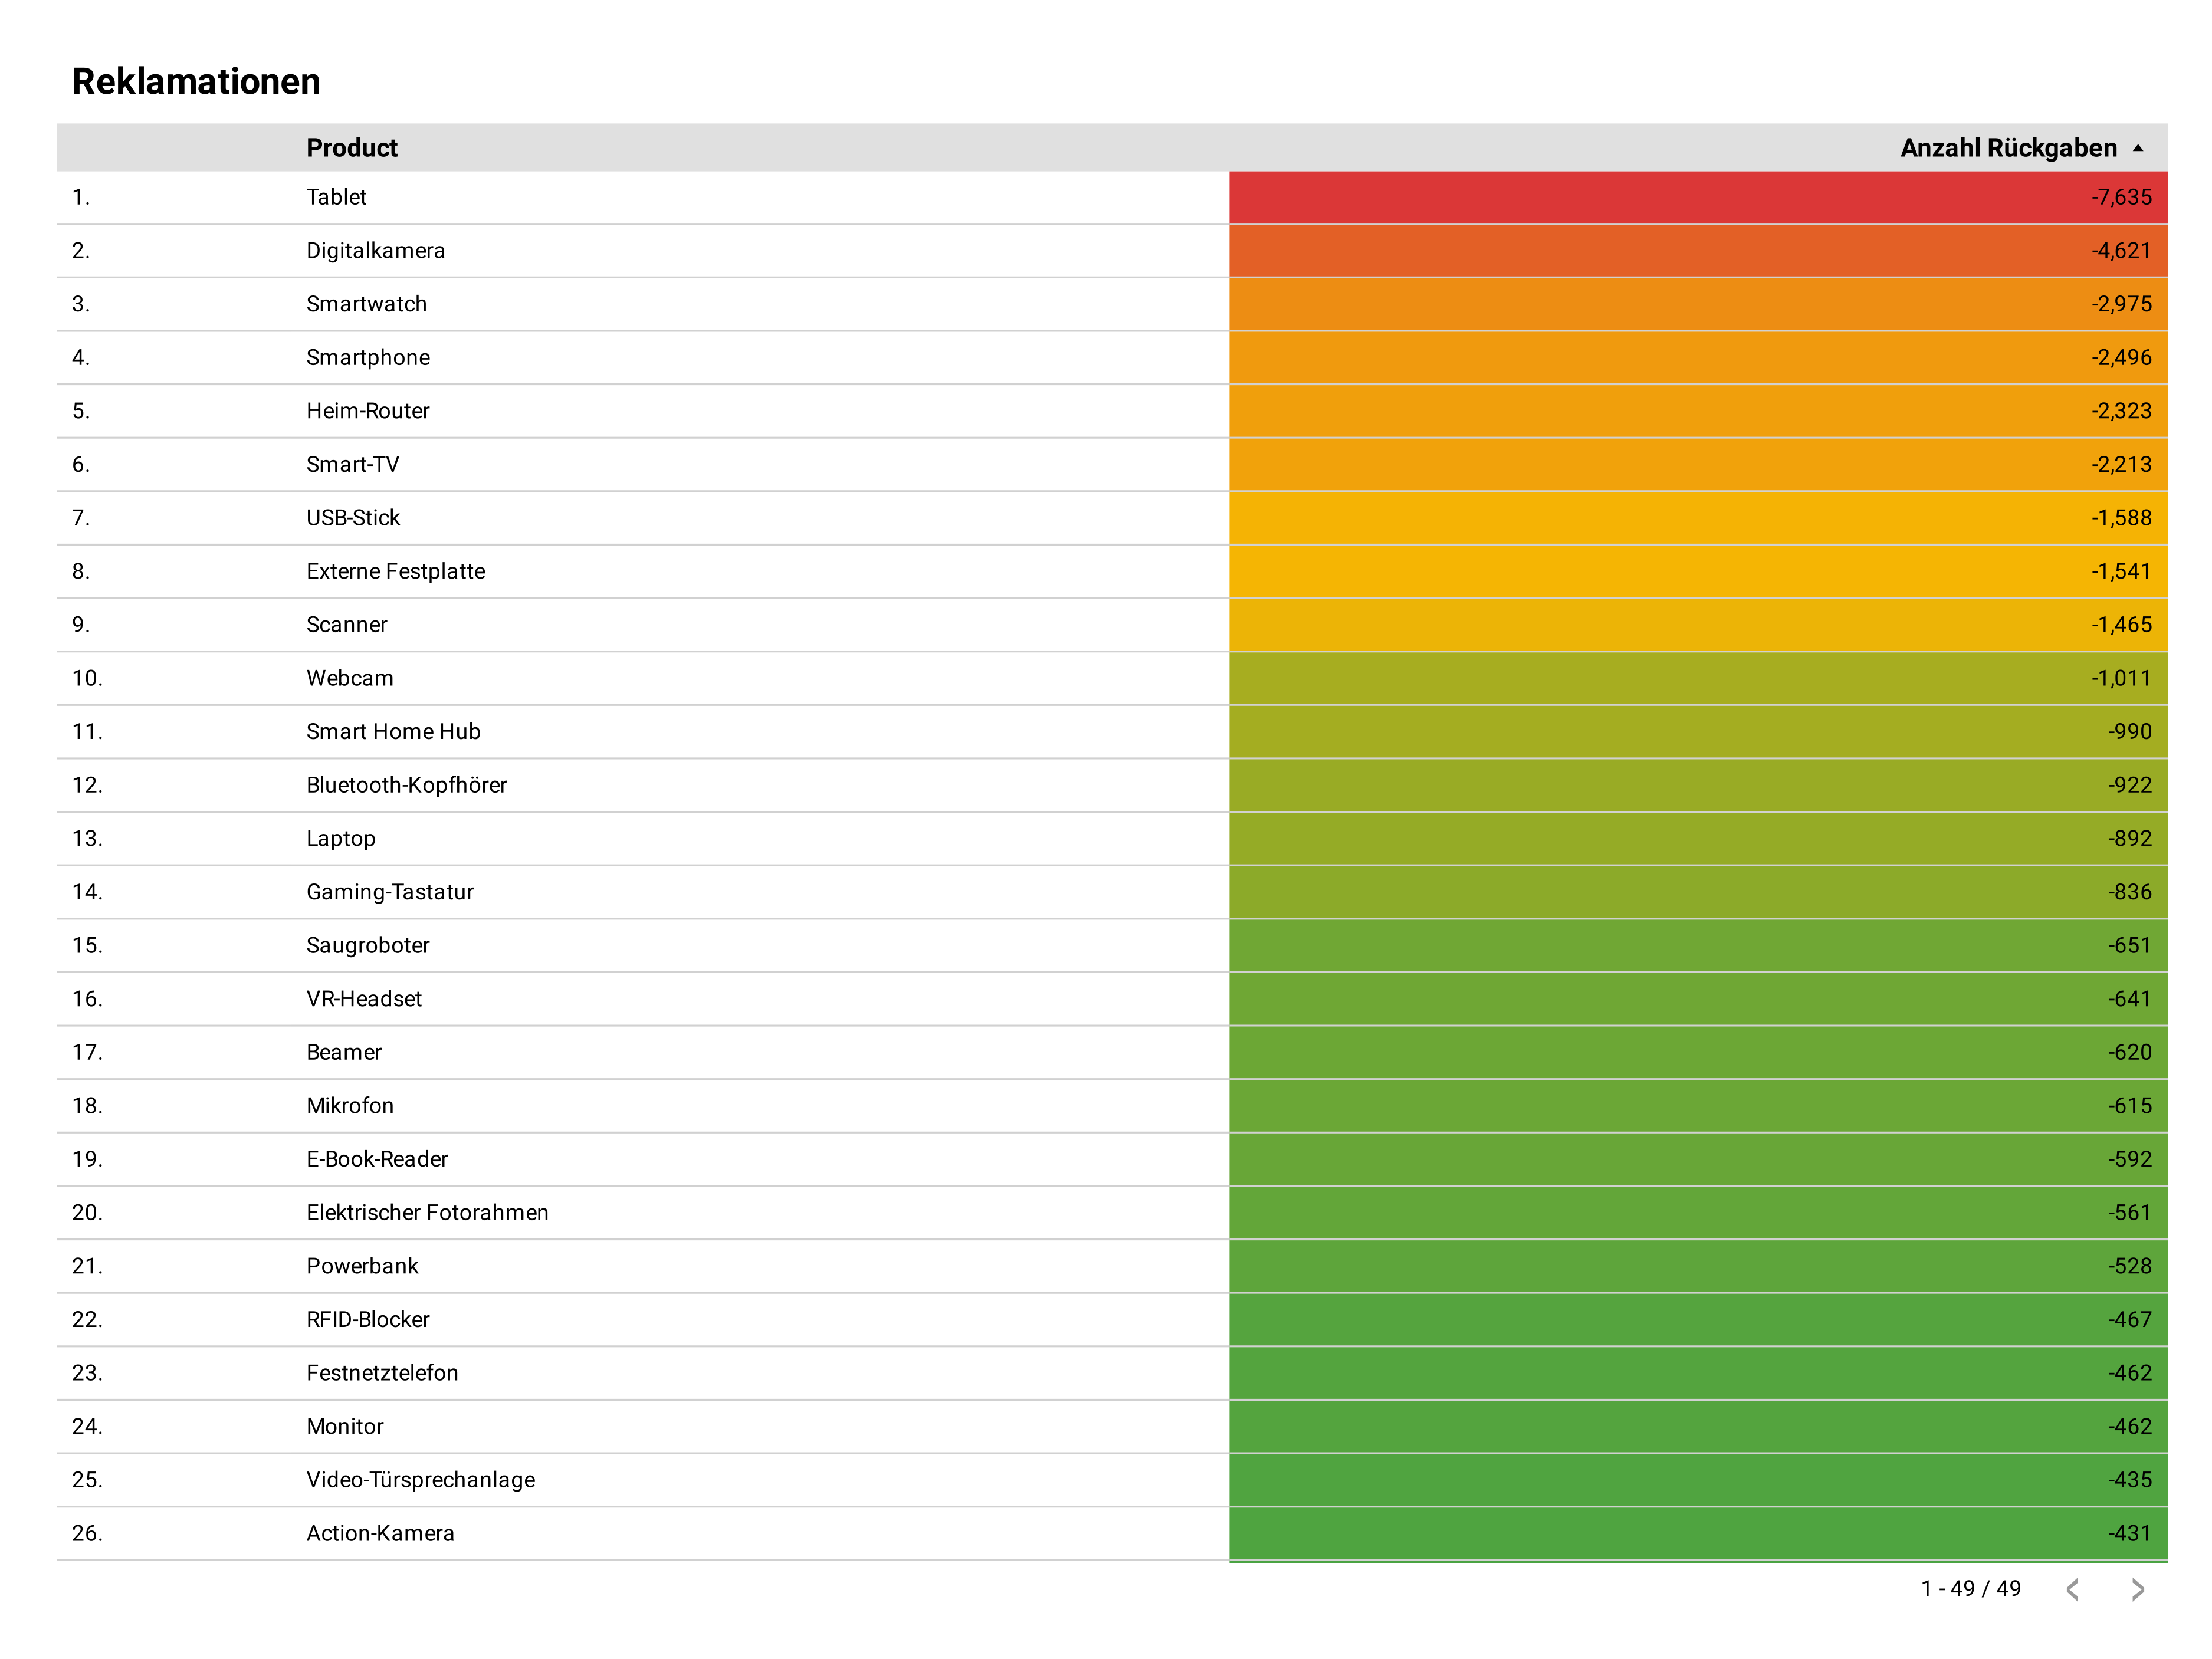 Reklamationen
Product Anzahl Rückgaben
1. Tablet -7,635
2. Digitalkamera -4,621
3. Smartwatch -2,975
4. Smartphone -2,496
5. Heim-Router -2,323
6. Smart-TV -2,213
7. USB-Stick -1,588
8. Externe Festplatte -1,541
9. Scanner -1,465
10. Webcam -1,011
11. Smart Home Hub -990
12. Bluetooth-Kopfhörer -922
13. Laptop -892
14. Gaming-Tastatur -836
15. Saugroboter -651
16. VR-Headset -641
17. Beamer -620
18. Mikrofon -615
19. E-Book-Reader -592
20. Elektrischer Fotorahmen -561
21. Powerbank -528
22. RFID-Blocker -467
23. Festnetztelefon -462
24. Monitor -462
25. Video-Türsprechanlage -435
26. Action-Kamera -431
1 - 49 / 49